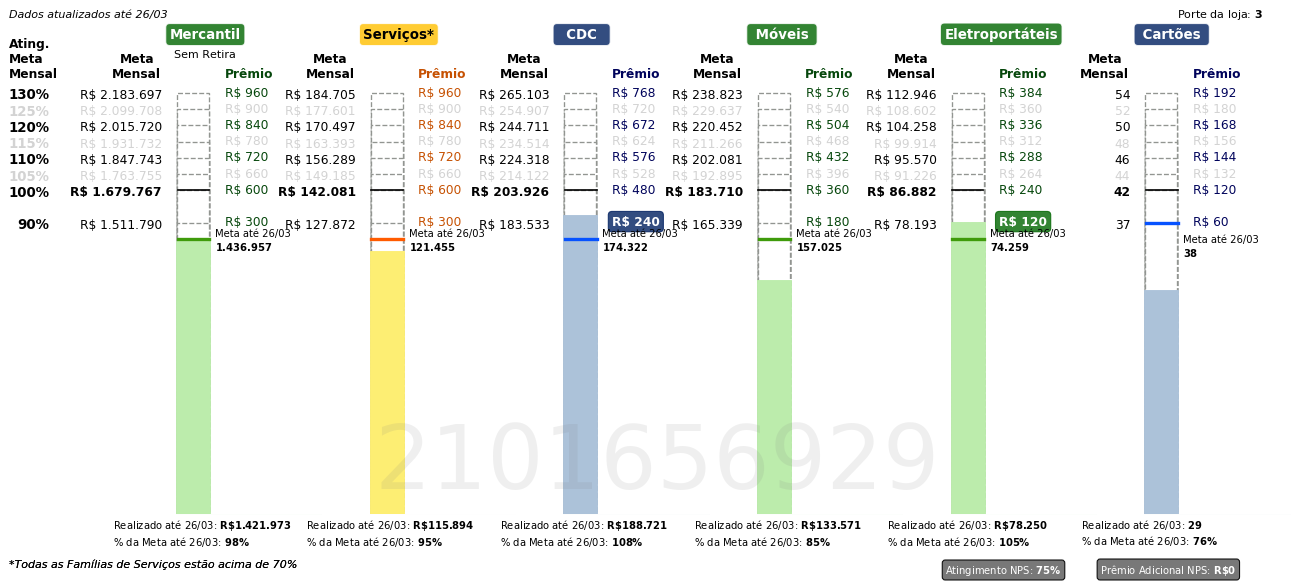 Dados atualizados até 26/03
Porte da loja: 3
Mercantil Serviços* CDC Móveis Eletroportáteis Cartões
Sem Retira
Ating. Meta Mensal
Meta Mensal Prêmio Meta Mensal Prêmio Meta Mensal Prêmio Meta Mensal Prêmio Meta Mensal Prêmio Meta Mensal Prêmio
130% R$ 2.183.697 R$ 960 R$ 184.705 R$ 960 R$ 265.103 R$ 768 R$ 238.823 R$ 576 R$ 112.946 R$ 384 54 R$ 192
125% R$ 2.099.708 R$ 900 R$ 177.601 R$ 900 R$ 254.907 R$ 720 R$ 229.637 R$ 540 R$ 108.602 R$ 360 52 R$ 180
120% R$ 2.015.720 R$ 840 R$ 170.497 R$ 840 R$ 244.711 R$ 672 R$ 220.452 R$ 504 R$ 104.258 R$ 336 50 R$ 168
115% R$ 1.931.732 R$ 780 R$ 163.393 R$ 780 R$ 234.514 R$ 624 R$ 211.266 R$ 468 R$ 99.914 R$ 312 48 R$ 156
110% R$ 1.847.743 R$ 720 R$ 156.289 R$ 720 R$ 224.318 R$ 576 R$ 202.081 R$ 432 R$ 95.570 R$ 288 46 R$ 144
105% R$ 1.763.755 R$ 660 R$ 149.185 R$ 660 R$ 214.122 R$ 528 R$ 192.895 R$ 396 R$ 91.226 R$ 264 44 R$ 132
100% R$ 1.679.767 R$ 600 R$ 142.081 R$ 600 R$ 203.926 R$ 480 R$ 183.710 R$ 360 R$ 86.882 R$ 240 42 R$ 120
90% R$ 1.511.790 R$ 300 R$ 127.872 R$ 300 R$ 183.533 R$ 240 R$ 165.339 R$ 180 R$ 78.193 R$ 120 37 R$ 60
Meta até 26/03 Meta até 26/03 Meta até 26/03 Meta até 26/03 Meta até 26/03 Meta até 26/03
1.436.957 121.455 174.322 157.025 74.259 38
2101656929
Realizado até 26/03: R$1.421.973 Realizado até 26/03: R$115.894 Realizado até 26/03: R$188.721 Realizado até 26/03: R$133.571 Realizado até 26/03: R$78.250 Realizado até 26/03: 29
% da Meta até 26/03: 98% % da Meta até 26/03: 95% % da Meta até 26/03: 108% % da Meta até 26/03: 85% % da Meta até 26/03: 105% % da Meta até 26/03: 76%
*Todas as Famílias de Serviços estão acima de 70%
Atingimento NPS: 75% Prêmio Adicional NPS: R$0